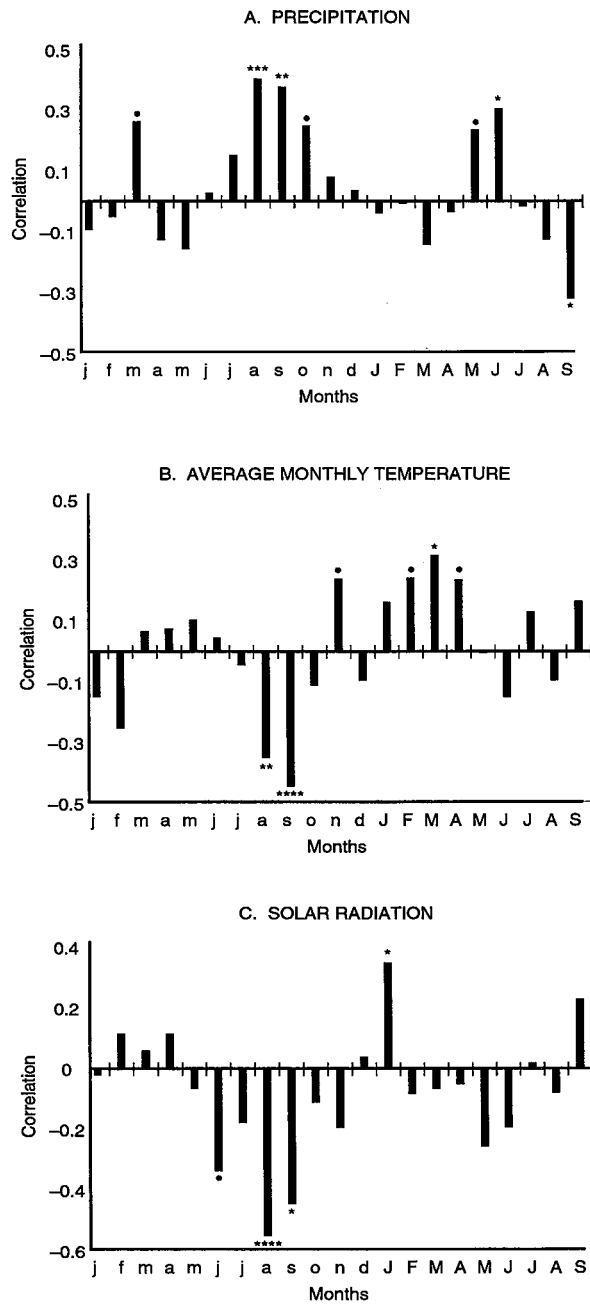 A. PRECIPITATION
0.5
***
**
0.3
•
•
•
*
0.1
Correlation
−0.1
−0.3
*
−0.5
j f m a m j j a s o n d J F M A M J J A S
Months
B. AVERAGE MONTHLY TEMPERATURE
0.5
*
0.3
•
•
•
0.1
Correlation
−0.1
−0.3
**
****
−0.5
j f m a m j j a s o n d J F M A M J J A S
Months
C. SOLAR RADIATION
0.4
*
0.2
0
Correlation
−0.2
•
−0.4
*
****
−0.6
j f m a m j j a s o n d J F M A M J J A S
Months